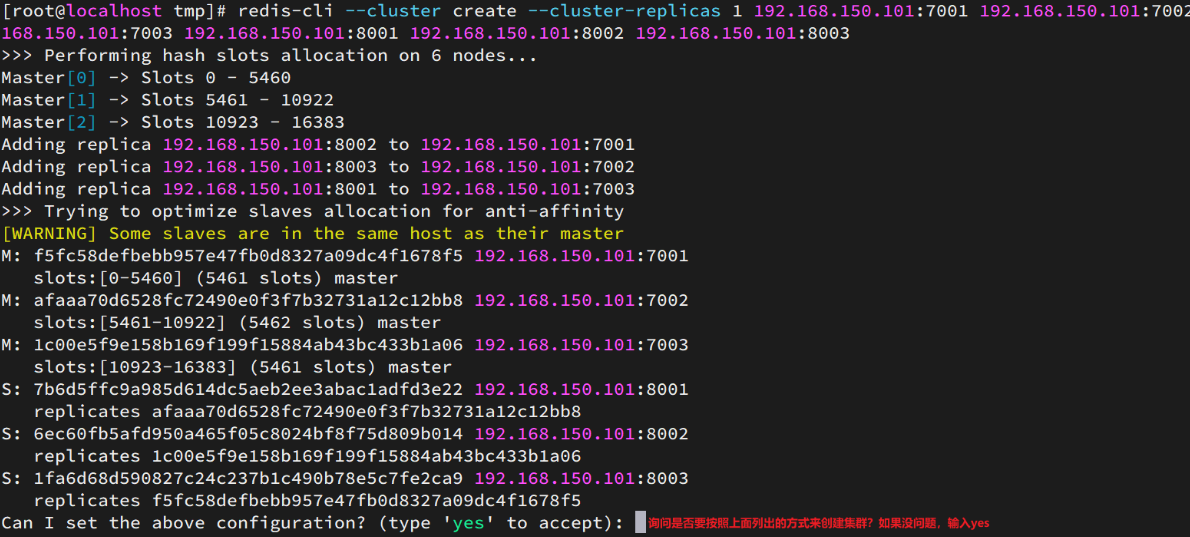 [root@localhost tmp]# redis-cli --cluster create --cluster-replicas 1 192.168.150.101:7001 192.168.150.101:7002
168.150.101:7003 192.168.150.101:8001 192.168.150.101:8002 192.168.150.101:8003
>>> Performing hash slots allocation on 6 nodes...
Master[0] -> Slots 0 - 5460
Master[1] -> Slots 5461 - 10922
Master[2] -> Slots 10923 - 16383
Adding replica 192.168.150.101:8002 to 192.168.150.101:7001
Adding replica 192.168.150.101:8003 to 192.168.150.101:7002
Adding replica 192.168.150.101:8001 to 192.168.150.101:7003
>>> Trying to optimize slaves allocation for anti-affinity
[WARNING] Some slaves are in the same host as their master
M: f5fc58defbebb957e47fb0d8327a09dc4f1678f5 192.168.150.101:7001
slots:[0-5460] (5461 slots) master
M: afaaa70d6528fc72490e0f3f7b32731a12c12bb8 192.168.150.101:7002
slots:[5461-10922] (5462 slots) master
M: 1c00e5f9e158b169f199f15884ab43bc433b1a06 192.168.150.101:7003
slots:[10923-16383] (5461 slots) master
S: 7b6d5ffc9a985d614dc5aeb2ee3abac1adfd3e22 192.168.150.101:8001
replicates afaaa70d6528fc72490e0f3f7b32731a12c12bb8
S: 6ec60fb5afd950a465f05c8024bf8f75d809b014 192.168.150.101:8002
replicates 1c00e5f9e158b169f199f15884ab43bc433b1a06
S: 1fa6d68d590827c24c237b1c490b78e5c7fe2ca9 192.168.150.101:8003
replicates f5fc58defbebb957e47fb0d8327a09dc4f1678f5
Can I set the above configuration? (type 'yes' to accept): 询问是否要按照上面列出的方式来创建集群？如果没问题，输入yes